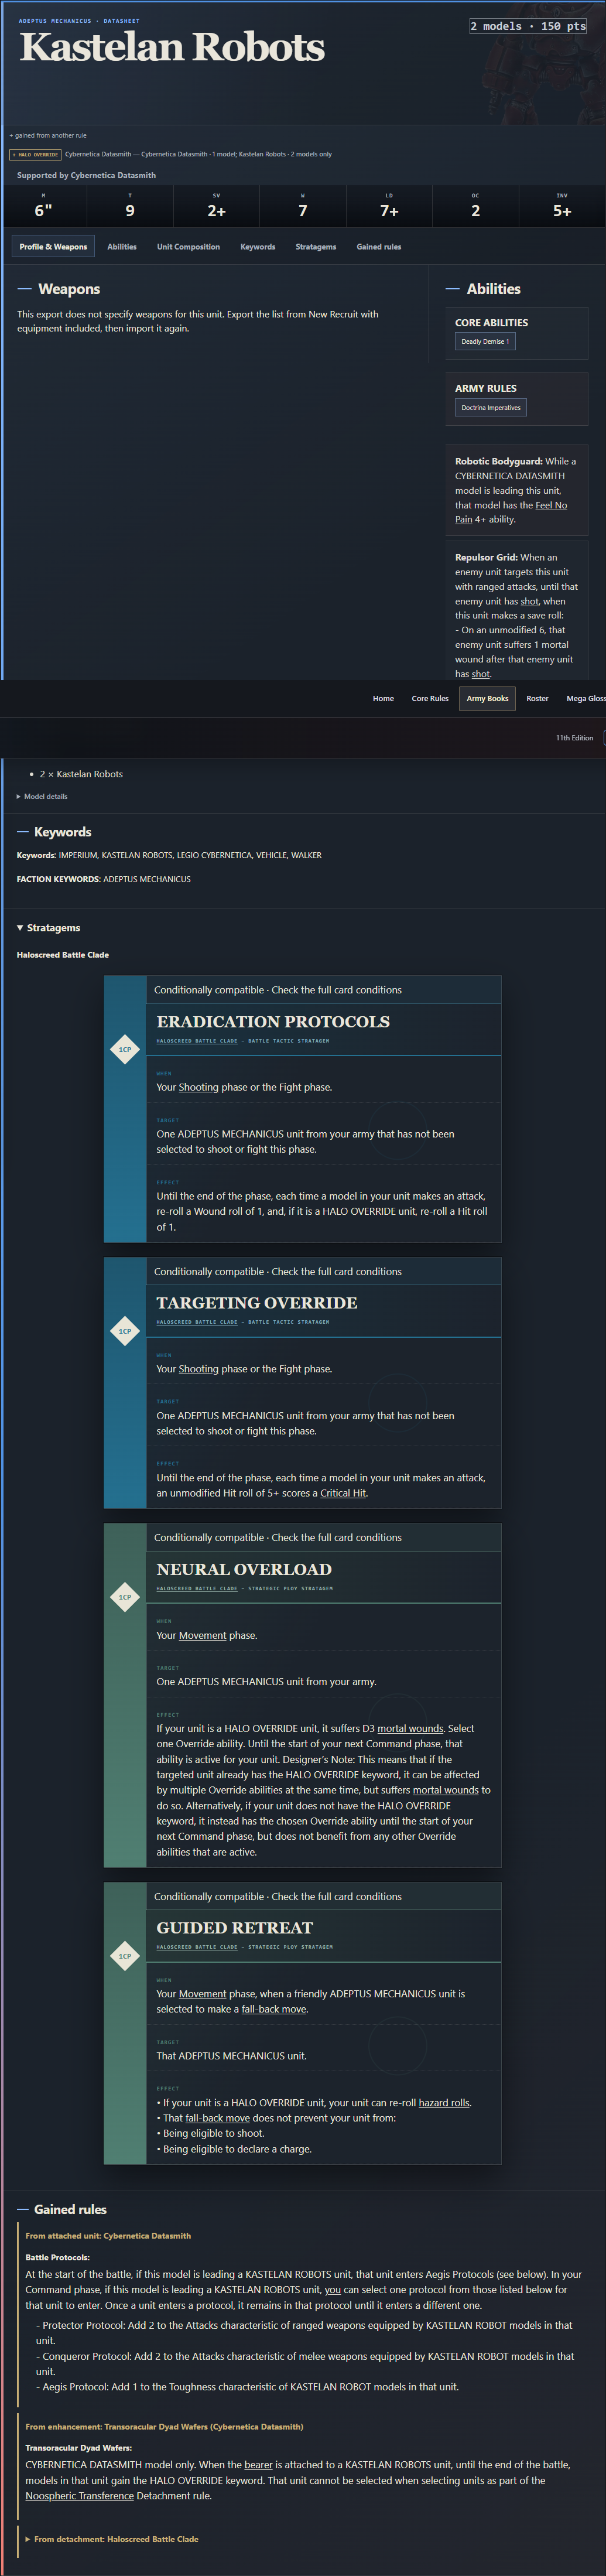 ADEPTUS MECHANICUS · DATASHEET
Kastelan Robots
2 models · 150 pts
+ gained from another rule
+ HALO OVERRIDE Cybernetica Datasmith — Cybernetica Datasmith · 1 model; Kastelan Robots · 2 models only
Supported by Cybernetica Datasmith
M T SV W LD OC INV
6" 9 2+ 7 7+ 2 5+
Profile & Weapons Abilities Unit Composition Keywords Stratagems Gained rules
Weapons
This export does not specify weapons for this unit. Export the list from New Recruit with
equipment included, then import it again.
Abilities
CORE ABILITIES
Deadly Demise 1
ARMY RULES
Doctrina Imperatives
Robotic Bodyguard: While a
CYBERNETICA DATASMITH
model is leading this unit,
that model has the Feel No
Pain 4+ ability.
Repulsor Grid: When an
enemy unit targets this unit
with ranged attacks, until that
enemy unit has shot, when
this unit makes a save roll:
- On an unmodified 6, that
enemy unit suffers 1 mortal
wound after that enemy unit
has shot.
Home Core Rules Army Books Roster Mega Gloss
11th Edition
• 2 × Kastelan Robots
▶ Model details
Keywords
Keywords: IMPERIUM, KASTELAN ROBOTS, LEGIO CYBERNETICA, VEHICLE, WALKER
FACTION KEYWORDS: ADEPTUS MECHANICUS
▼ Stratagems
Haloscreed Battle Clade
Conditionally compatible · Check the full card conditions
1CP
ERADICATION PROTOCOLS
HALOSCREED BATTLE CLADE – BATTLE TACTIC STRATAGEM
WHEN
Your Shooting phase or the Fight phase.
TARGET
One ADEPTUS MECHANICUS unit from your army that has not been
selected to shoot or fight this phase.
EFFECT
Until the end of the phase, each time a model in your unit makes an attack,
re-roll a Wound roll of 1, and, if it is a HALO OVERRIDE unit, re-roll a Hit roll
of 1.
Conditionally compatible · Check the full card conditions
1CP
TARGETING OVERRIDE
HALOSCREED BATTLE CLADE – BATTLE TACTIC STRATAGEM
WHEN
Your Shooting phase or the Fight phase.
TARGET
One ADEPTUS MECHANICUS unit from your army that has not been
selected to shoot or fight this phase.
EFFECT
Until the end of the phase, each time a model in your unit makes an attack,
an unmodified Hit roll of 5+ scores a Critical Hit.
Conditionally compatible · Check the full card conditions
1CP
NEURAL OVERLOAD
HALOSCREED BATTLE CLADE – STRATEGIC PLOY STRATAGEM
WHEN
Your Movement phase.
TARGET
One ADEPTUS MECHANICUS unit from your army.
EFFECT
If your unit is a HALO OVERRIDE unit, it suffers D3 mortal wounds. Select
one Override ability. Until the start of your next Command phase, that
ability is active for your unit. Designer's Note: This means that if the
targeted unit already has the HALO OVERRIDE keyword, it can be affected
by multiple Override abilities at the same time, but suffers mortal wounds to
do so. Alternatively, if your unit does not have the HALO OVERRIDE
keyword, it instead has the chosen Override ability until the start of your
next Command phase, but does not benefit from any other Override
abilities that are active.
Conditionally compatible · Check the full card conditions
1CP
GUIDED RETREAT
HALOSCREED BATTLE CLADE – STRATEGIC PLOY STRATAGEM
WHEN
Your Movement phase, when a friendly ADEPTUS MECHANICUS unit is
selected to make a fall-back move.
TARGET
That ADEPTUS MECHANICUS unit.
EFFECT
• If your unit is a HALO OVERRIDE unit, your unit can re-roll hazard rolls.
• That fall-back move does not prevent your unit from:
• Being eligible to shoot.
• Being eligible to declare a charge.
Gained rules
From attached unit: Cybernetica Datasmith
Battle Protocols:
At the start of the battle, if this model is leading a KASTELAN ROBOTS unit, that unit enters Aegis Protocols (see below). In your
Command phase, if this model is leading a KASTELAN ROBOTS unit, you can select one protocol from those listed below for
that unit to enter. Once a unit enters a protocol, it remains in that protocol until it enters a different one.
- Protector Protocol: Add 2 to the Attacks characteristic of ranged weapons equipped by KASTELAN ROBOT models in that
unit.
- Conqueror Protocol: Add 2 to the Attacks characteristic of melee weapons equipped by KASTELAN ROBOT models in that
unit.
- Aegis Protocol: Add 1 to the Toughness characteristic of KASTELAN ROBOT models in that unit.
From enhancement: Transoracular Dyad Wafers (Cybernetica Datasmith)
Transoracular Dyad Wafers:
CYBERNETICA DATASMITH model only. When the bearer is attached to a KASTELAN ROBOTS unit, until the end of the battle,
models in that unit gain the HALO OVERRIDE keyword. That unit cannot be selected when selecting units as part of the
Noospheric Transference Detachment rule.
▶ From detachment: Haloscreed Battle Clade